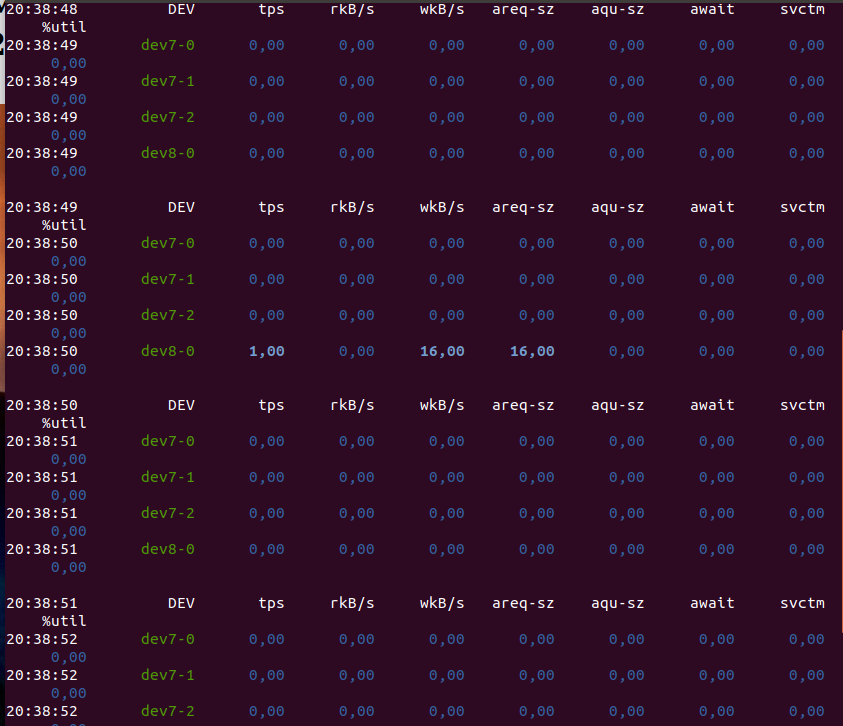 20:38:48 DEV tps rkB/s wkB/s areq-sz aqu-sz await svctm
%util
20:38:49 dev7-0 0,00 0,00 0,00 0,00 0,00 0,00 0,00
0,00
20:38:49 dev7-1 0,00 0,00 0,00 0,00 0,00 0,00 0,00
0,00
20:38:49 dev7-2 0,00 0,00 0,00 0,00 0,00 0,00 0,00
0,00
20:38:49 dev8-0 0,00 0,00 0,00 0,00 0,00 0,00 0,00
0,00
20:38:49 DEV tps rkB/s wkB/s areq-sz aqu-sz await svctm
%util
20:38:50 dev7-0 0,00 0,00 0,00 0,00 0,00 0,00 0,00
0,00
20:38:50 dev7-1 0,00 0,00 0,00 0,00 0,00 0,00 0,00
0,00
20:38:50 dev7-2 0,00 0,00 0,00 0,00 0,00 0,00 0,00
0,00
20:38:50 dev8-0 1,00 0,00 16,00 16,00 0,00 0,00 0,00
0,00
20:38:50 DEV tps rkB/s wkB/s areq-sz aqu-sz await svctm
%util
20:38:51 dev7-0 0,00 0,00 0,00 0,00 0,00 0,00 0,00
0,00
20:38:51 dev7-1 0,00 0,00 0,00 0,00 0,00 0,00 0,00
0,00
20:38:51 dev7-2 0,00 0,00 0,00 0,00 0,00 0,00 0,00
0,00
20:38:51 dev8-0 0,00 0,00 0,00 0,00 0,00 0,00 0,00
0,00
20:38:51 DEV tps rkB/s wkB/s areq-sz aqu-sz await svctm
%util
20:38:52 dev7-0 0,00 0,00 0,00 0,00 0,00 0,00 0,00
0,00
20:38:52 dev7-1 0,00 0,00 0,00 0,00 0,00 0,00 0,00
0,00
20:38:52 dev7-2 0,00 0,00 0,00 0,00 0,00 0,00 0,00